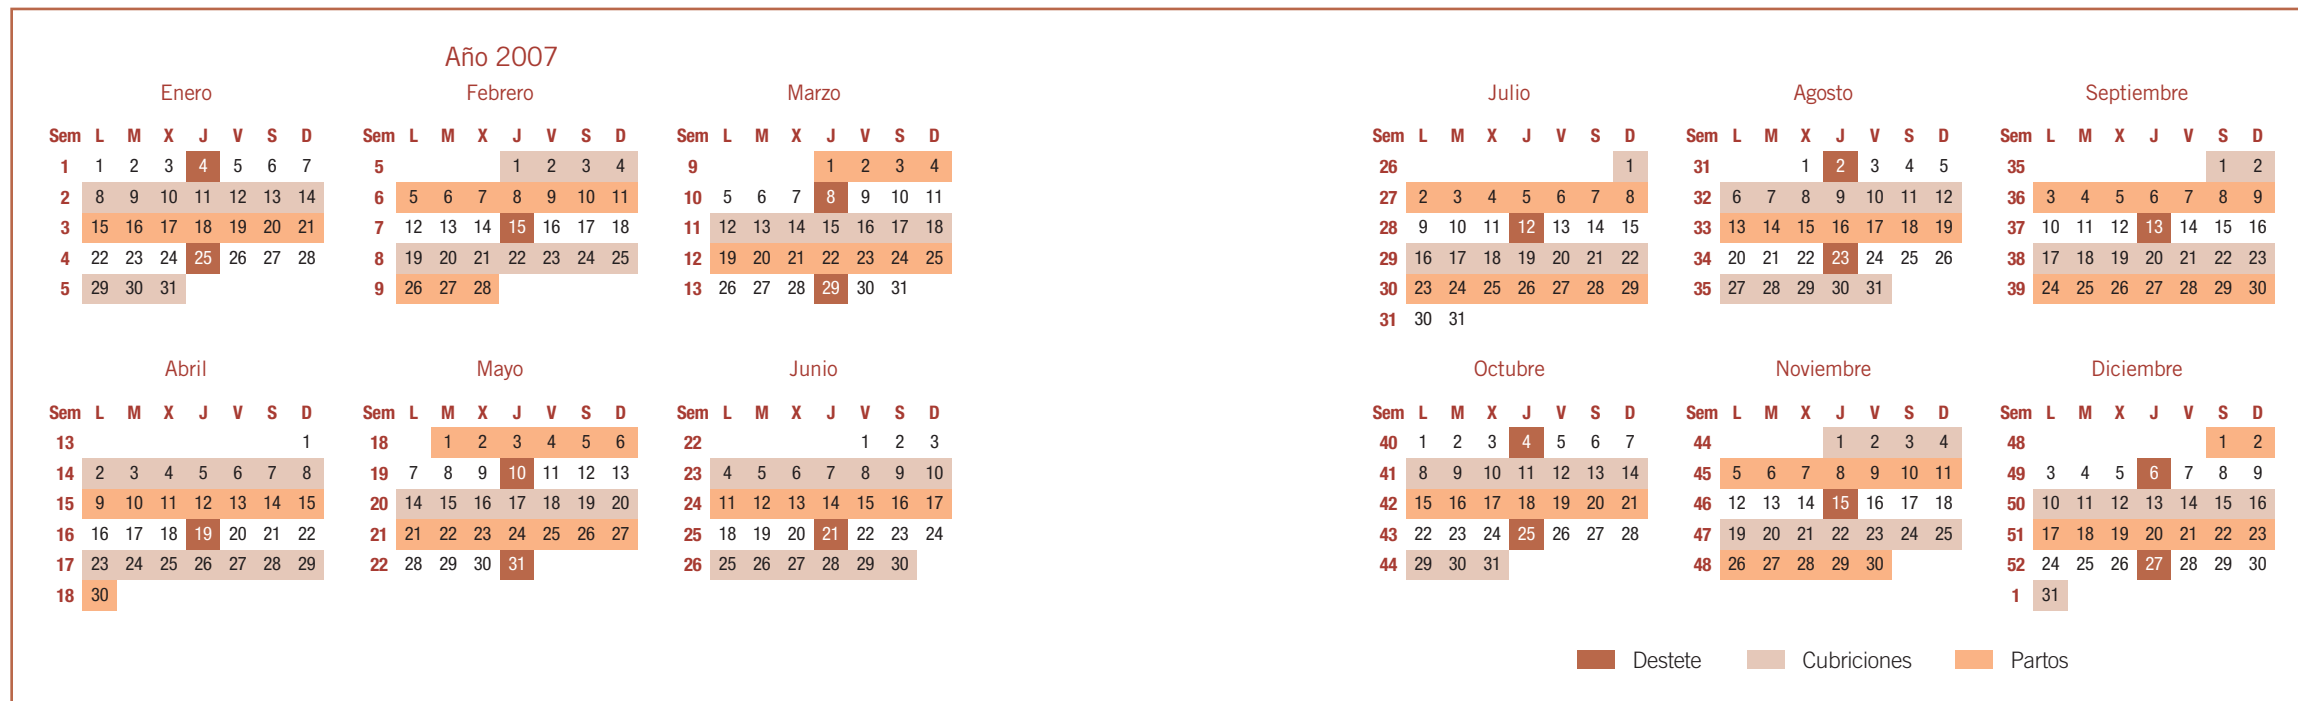 Año 2007
Enero
Sem L M X J V S D
1 1 2 3 4 5 6 7
2 8 9 10 11 12 13 14
3 15 16 17 18 19 20 21
4 22 23 24 25 26 27 28
5 29 30 31
Febrero
Sem L M X J V S D
5 1 2 3 4
6 5 6 7 8 9 10 11
7 12 13 14 15 16 17 18
8 19 20 21 22 23 24 25
9 26 27 28
Marzo
Sem L M X J V S D
9 1 2 3 4
10 5 6 7 8 9 10 11
11 12 13 14 15 16 17 18
12 19 20 21 22 23 24 25
13 26 27 28 29 30 31
Abril
Sem L M X J V S D
13 1
14 2 3 4 5 6 7 8
15 9 10 11 12 13 14 15
16 16 17 18 19 20 21 22
17 23 24 25 26 27 28 29
18 30
Mayo
Sem L M X J V S D
18 1 2 3 4 5 6
19 7 8 9 10 11 12 13
20 14 15 16 17 18 19 20
21 21 22 23 24 25 26 27
22 28 29 30 31
Junio
Sem L M X J V S D
22 1 2 3
23 4 5 6 7 8 9 10
24 11 12 13 14 15 16 17
25 18 19 20 21 22 23 24
26 25 26 27 28 29 30
Julio
Sem L M X J V S D
26 1
27 2 3 4 5 6 7 8
28 9 10 11 12 13 14 15
29 16 17 18 19 20 21 22
30 23 24 25 26 27 28 29
31 30 31
Agosto
Sem L M X J V S D
31 1 2 3 4 5
32 6 7 8 9 10 11 12
33 13 14 15 16 17 18 19
34 20 21 22 23 24 25 26
35 27 28 29 30 31
Septiembre
Sem L M X J V S D
35 1 2
36 3 4 5 6 7 8 9
37 10 11 12 13 14 15 16
38 17 18 19 20 21 22 23
39 24 25 26 27 28 29 30
Octubre
Sem L M X J V S D
40 1 2 3 4 5 6 7
41 8 9 10 11 12 13 14
42 15 16 17 18 19 20 21
43 22 23 24 25 26 27 28
44 29 30 31
Noviembre
Sem L M X J V S D
44 1 2 3 4
45 5 6 7 8 9 10 11
46 12 13 14 15 16 17 18
47 19 20 21 22 23 24 25
48 26 27 28 29 30
Diciembre
Sem L M X J V S D
48 1 2
49 3 4 5 6 7 8 9
50 10 11 12 13 14 15 16
51 17 18 19 20 21 22 23
52 24 25 26 27 28 29 30
1 31
Destete Cubriciones Partos